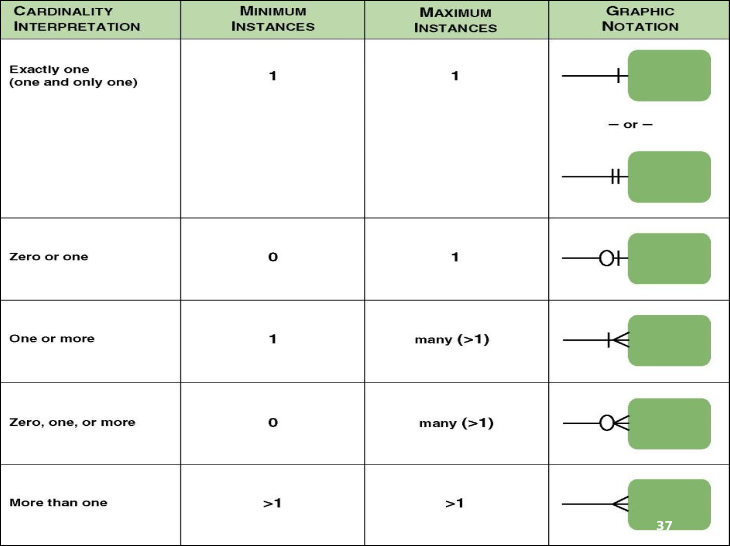 CARDINALITY INTERPRETATION
MINIMUM INSTANCES
MAXIMUM INSTANCES
GRAPHIC NOTATION
Exactly one
(one and only one)
1
1
– or –
Zero or one
0
1
One or more
1
many (>1)
Zero, one, or more
0
many (>1)
More than one
>1
>1
37